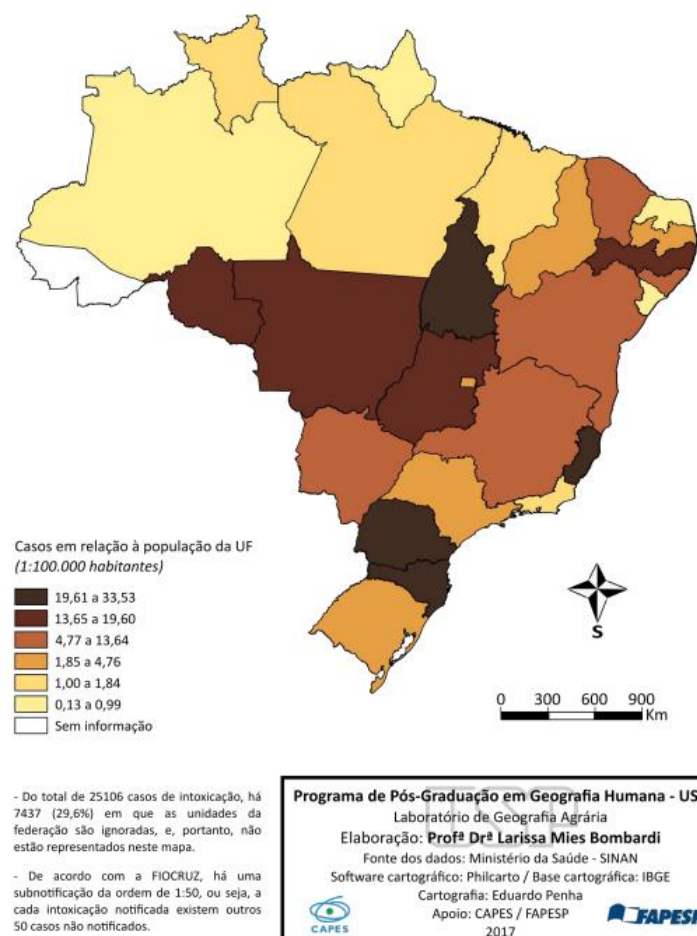 Casos em relação à população da UF
(1:100.000 habitantes)
19,61 a 33,53
13,65 a 19,60
4,77 a 13,64
1,85 a 4,76
1,00 a 1,84
0,13 a 0,99
Sem informação
S
0 300 600 900
Km
- Do total de 25106 casos de intoxicação, há
7437 (29,6%) em que as unidades da
federação são ignoradas, e, portanto, não
estão representados neste mapa.
- De acordo com a FIOCRUZ, há uma
subnotificação da ordem de 1:50, ou seja, a
cada intoxicação notificada existem outros
50 casos não notificados.
USP
Programa de Pós-Graduação em Geografia Humana - US
Laboratório de Geografia Agrária
Elaboração: Profª Drª Larissa Mies Bombardi
Fonte dos dados: Ministério da Saúde - SINAN
Software cartográfico: Philcarto / Base cartográfica: IBGE
Cartografia: Eduardo Penha
Apoio: CAPES / FAPESP
2017
CAPES
FAPESP